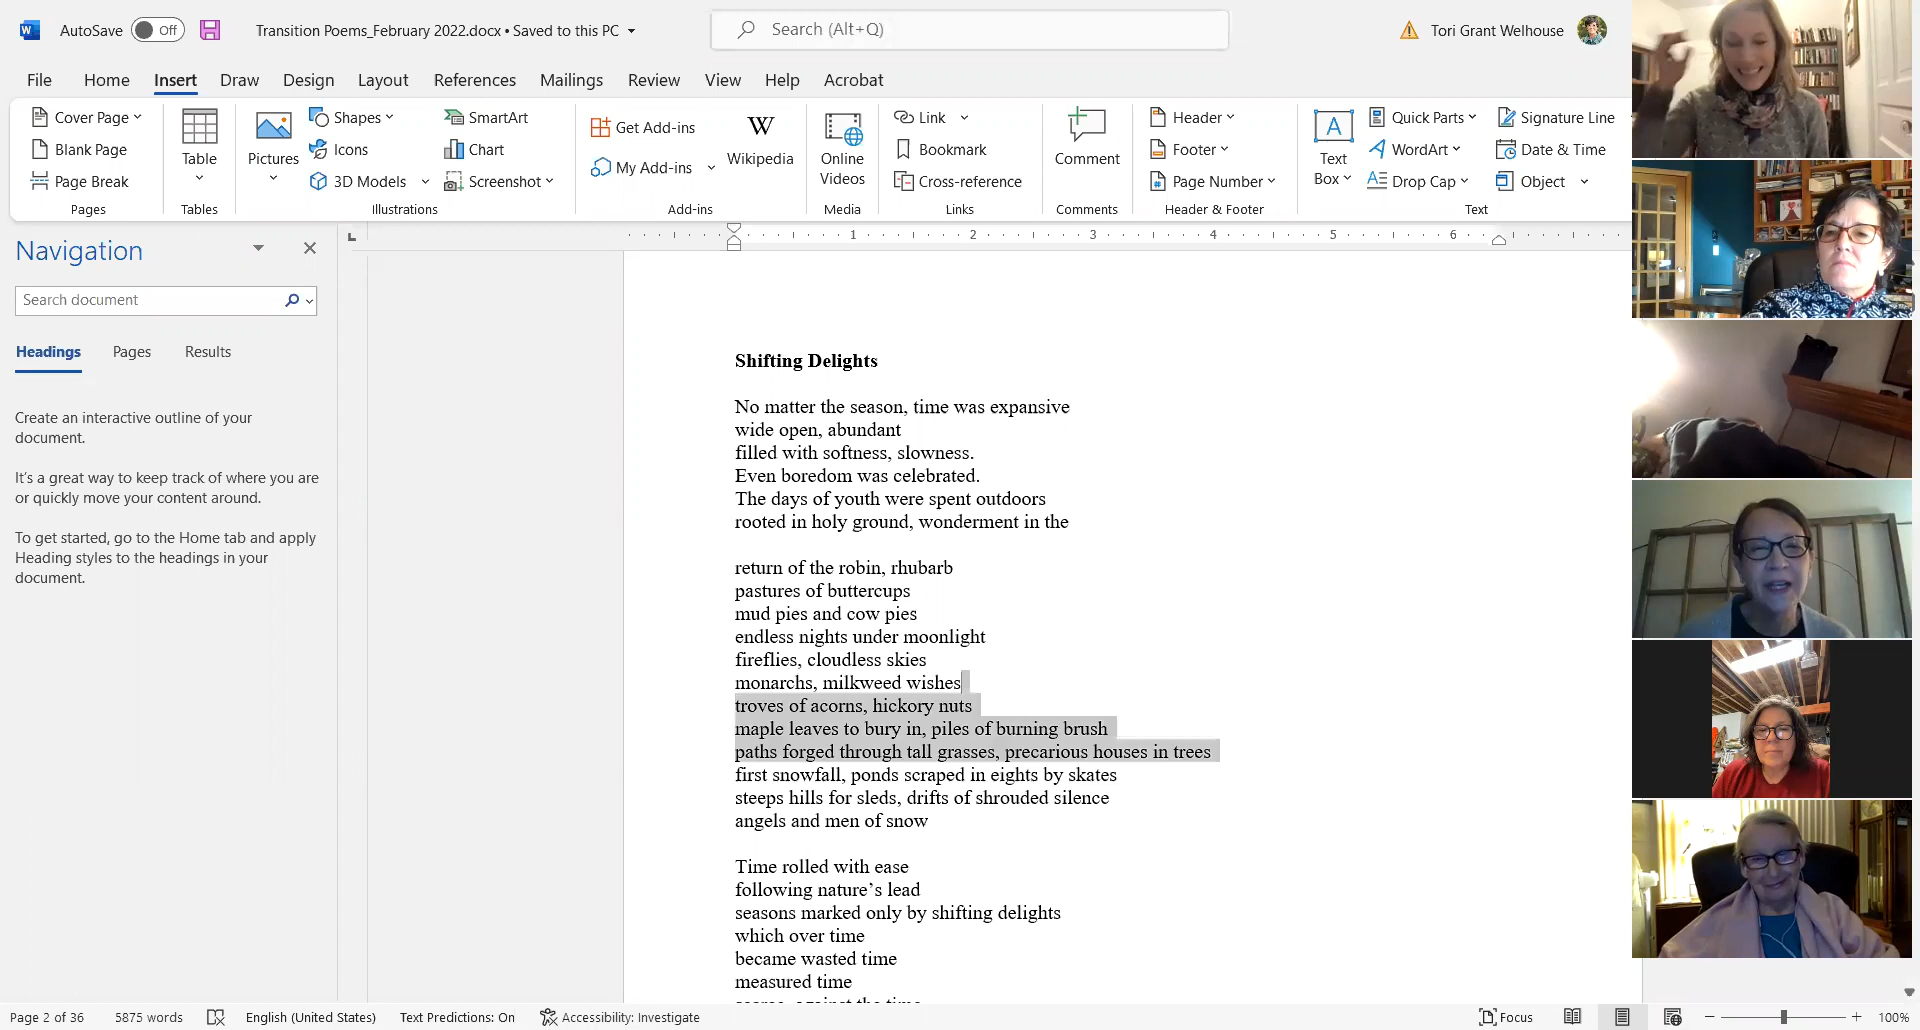 AutoSave Off Transition Poems_February 2022.docx • Saved to this PC Search (Alt+Q) Tori Grant Welhouse
File Home Insert Draw Design Layout References Mailings Review View Help Acrobat
Cover Page
Blank Page
Page Break
Pages
Table
Tables
Pictures
Shapes
Icons
3D Models
SmartArt
Chart
Screenshot
Illustrations
Get Add-ins
My Add-ins
W
Wikipedia
Add-ins
Online
Videos
Media
Link
Bookmark
Cross-reference
Links
Comment
Comments
Header
Footer
Page Number
Header & Footer
Text
Box
Quick Parts
WordArt
Drop Cap
Signature Line
Date & Time
Object
Text
1 2 3 4 5 6
Navigation
Search document
Headings Pages Results
Create an interactive outline of your
document.
It's a great way to keep track of where you are
or quickly move your content around.
To get started, go to the Home tab and apply
Heading styles to the headings in your
document.
Shifting Delights
No matter the season, time was expansive
wide open, abundant
filled with softness, slowness.
Even boredom was celebrated.
The days of youth were spent outdoors
rooted in holy ground, wonderment in the
return of the robin, rhubarb
pastures of buttercups
mud pies and cow pies
endless nights under moonlight
fireflies, cloudless skies
monarchs, milkweed wishes
troves of acorns, hickory nuts
maple leaves to bury in, piles of burning brush
paths forged through tall grasses, precarious houses in trees
first snowfall, ponds scraped in eights by skates
steeps hills for sleds, drifts of shrouded silence
angels and men of snow
Time rolled with ease
following nature’s lead
seasons marked only by shifting delights
which over time
became wasted time
measured time
Page 2 of 36 5875 words English (United States) Text Predictions: On Accessibility: Investigate Focus 100%